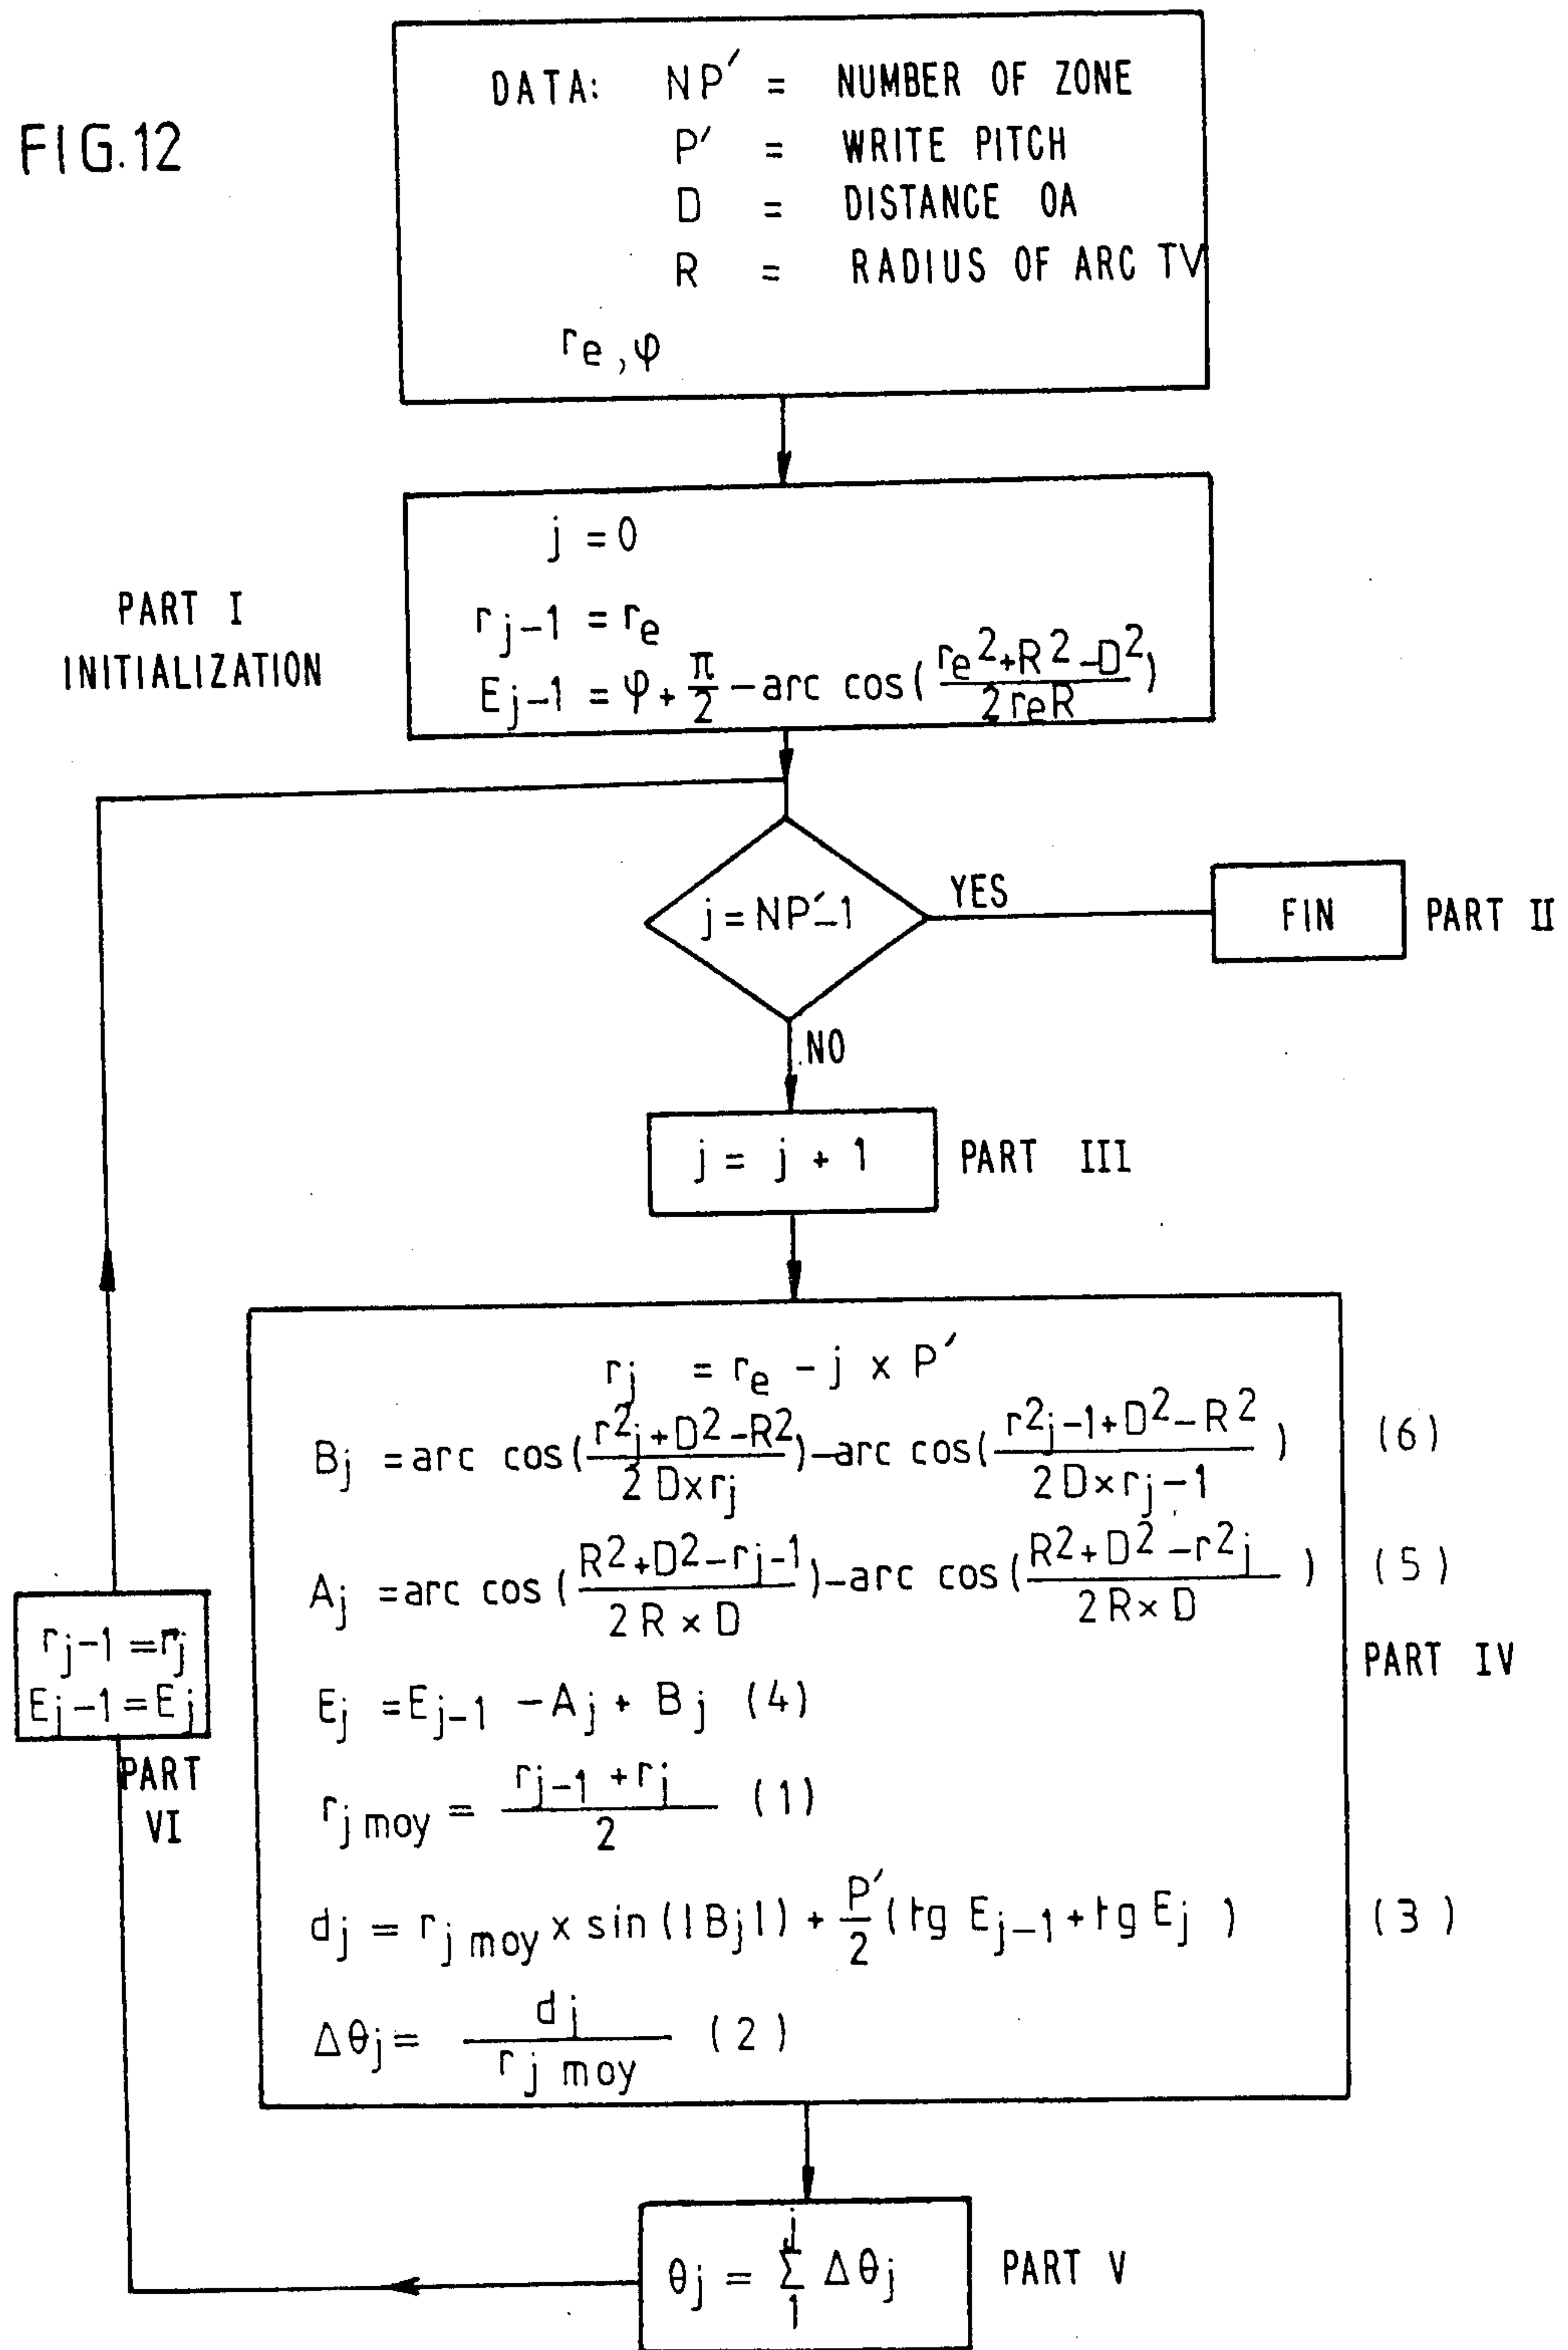 FIG.12
DATA: NP′ = NUMBER OF ZONE
P′ = WRITE PITCH
D = DISTANCE OA
R = RADIUS OF ARC TV
re , φ
PART I
INITIALIZATION
j = 0
rj-1 = re
Ej-1 = φ + π/2 - arc cos( (re² + R² - D²) / (2reR) )
j = NP′-1
YES
FIN
PART II
NO
j = j + 1
PART III
rj = re - j x P′
Bj = arc cos( (r²j + D² - R²) / (2 D x rj) ) - arc cos( (r²j-1 + D² - R²) / (2 D x rj-1) ) (6)
Aj = arc cos ( (R² + D² - rj-1) / (2 R x D) ) - arc cos( (R² + D² - r²j) / (2 R x D) ) (5)
Ej = Ej-1 - Aj + Bj (4)
rj moy = (rj-1 + rj) / 2 (1)
dj = rj moy x sin (|Bj|) + P′/2 (tg Ej-1 + tg Ej) (3)
Δθj = dj / rj moy (2)
PART IV
rj-1 = rj
Ej-1 = Ej
PART
VI
θj = j Σ 1 Δθj
PART V